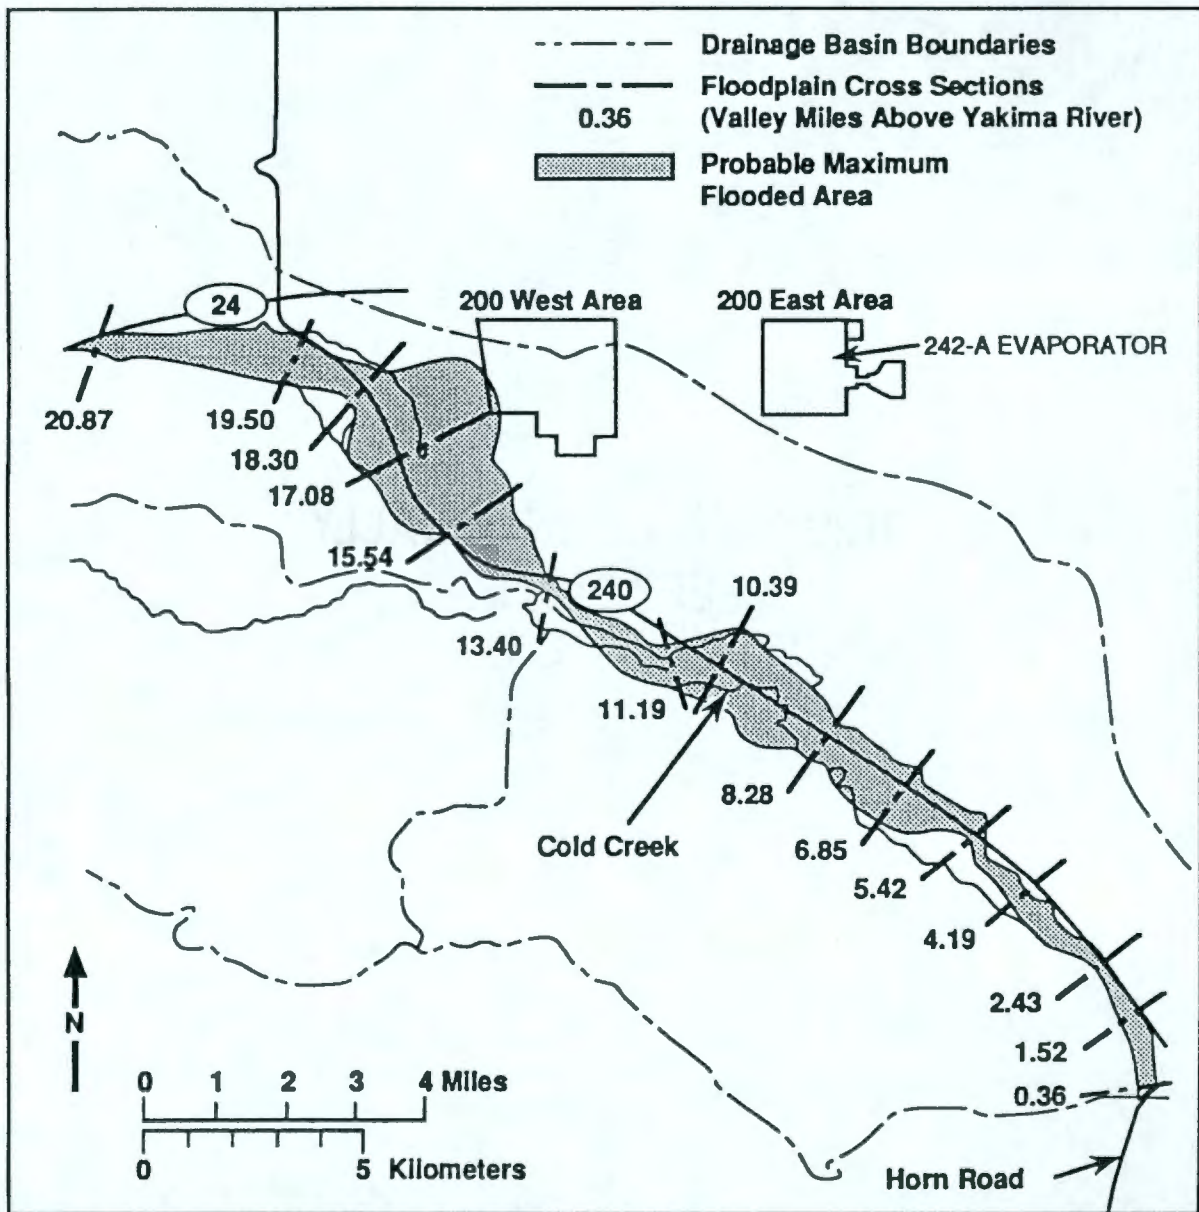 Drainage Basin Boundaries
Floodplain Cross Sections
0.36 (Valley Miles Above Yakima River)
Probable Maximum
Flooded Area
24
200 West Area
200 East Area
242-A EVAPORATOR
20.87
19.50
18.30
17.08
15.54
240
10.39
13.40
11.19
8.28
Cold Creek
6.85
5.42
4.19
2.43
N
1.52
0 1 2 3 4 Miles
0.36
0 5 Kilometers
Horn Road